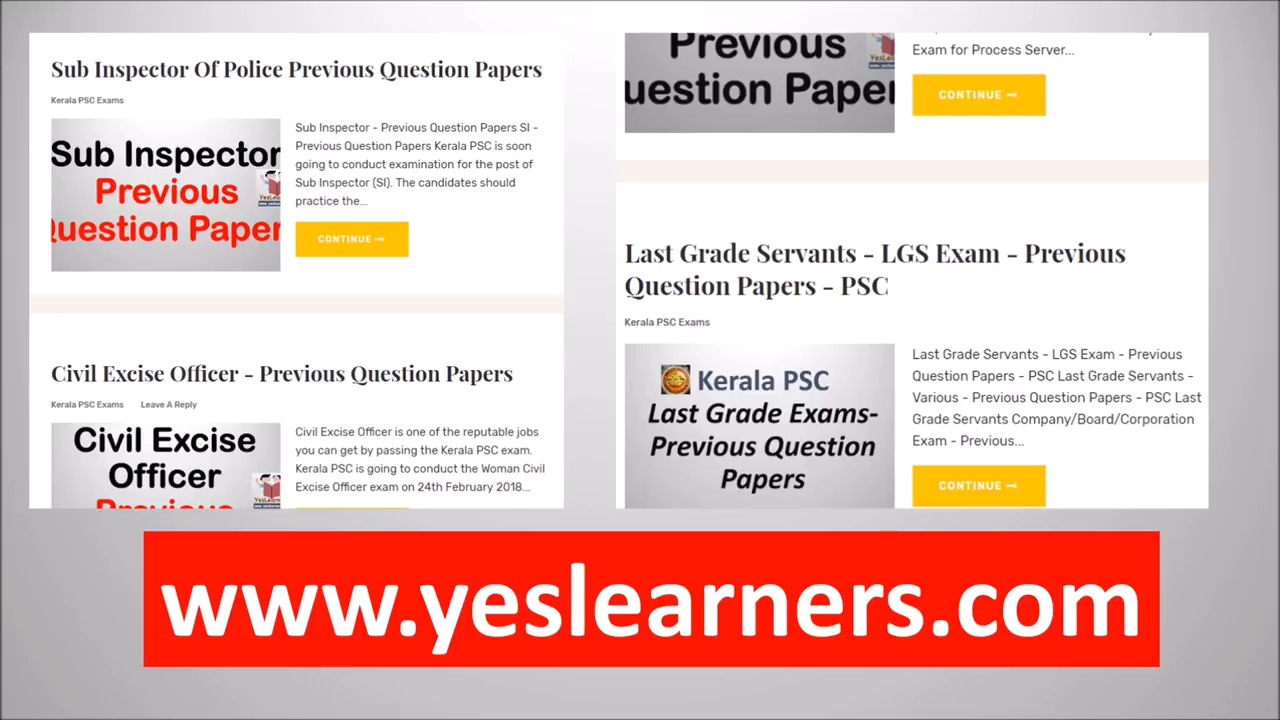 Sub Inspector Of Police Previous Question Papers
Kerala PSC Exams
Sub Inspector
Previous
Question Paper
Sub Inspector - Previous Question Papers SI -
Previous Question Papers Kerala PSC is soon
going to conduct examination for the post of
Sub Inspector (SI). The candidates should
practice the...
CONTINUE →
Civil Excise Officer - Previous Question Papers
Kerala PSC Exams Leave A Reply
Civil Excise
Officer
Previous
YesLearn
Civil Excise Officer is one of the reputable jobs
you can get by passing the Kerala PSC exam.
Kerala PSC is going to conduct the Woman Civil
Excise Officer exam on 24th February 2018...
Previous
uestion Paper
Exam for Process Server...
CONTINUE →
Last Grade Servants - LGS Exam - Previous
Question Papers - PSC
Kerala PSC Exams
Kerala PSC
Last Grade Exams-
Previous Question
Papers
Last Grade Servants - LGS Exam - Previous
Question Papers - PSC Last Grade Servants -
Various - Previous Question Papers - PSC Last
Grade Servants Company/Board/Corporation
Exam - Previous...
CONTINUE →
www.yeslearners.com